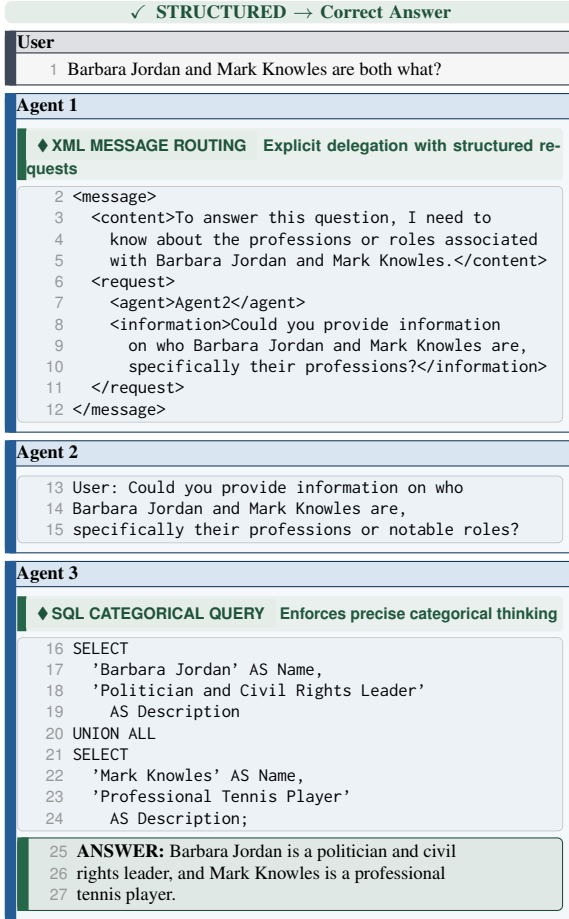 ✓ STRUCTURED → Correct Answer
User
1 Barbara Jordan and Mark Knowles are both what?
Agent 1
♦ XML MESSAGE ROUTING Explicit delegation with structured re-
quests
2 <message>
3   <content>To answer this question, I need to
4     know about the professions or roles associated
5     with Barbara Jordan and Mark Knowles.</content>
6   <request>
7     <agent>Agent2</agent>
8     <information>Could you provide information
9       on who Barbara Jordan and Mark Knowles are,
10       specifically their professions?</information>
11   </request>
12 </message>
Agent 2
13 User: Could you provide information on who
14 Barbara Jordan and Mark Knowles are,
15 specifically their professions or notable roles?
Agent 3
♦ SQL CATEGORICAL QUERY Enforces precise categorical thinking
16 SELECT
17   ’Barbara Jordan’ AS Name,
18   ’Politician and Civil Rights Leader’
19     AS Description
20 UNION ALL
21 SELECT
22   ’Mark Knowles’ AS Name,
23   ’Professional Tennis Player’
24     AS Description;
25 ANSWER: Barbara Jordan is a politician and civil
26 rights leader, and Mark Knowles is a professional
27 tennis player.